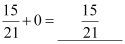 15/21 + 0 = 15/21